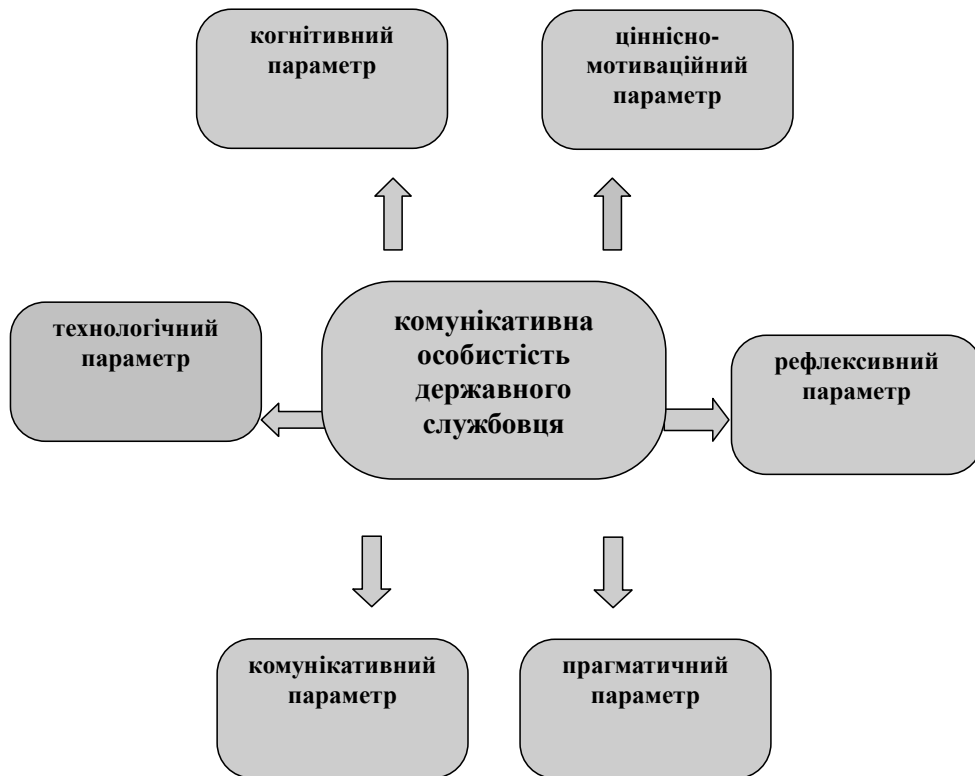 когнітивний
параметр
ціннісно-
мотиваційний
параметр
технологічний
параметр
комунікативна
особистість
державного
службовця
рефлексивний
параметр
комунікативний
параметр
прагматичний
параметр